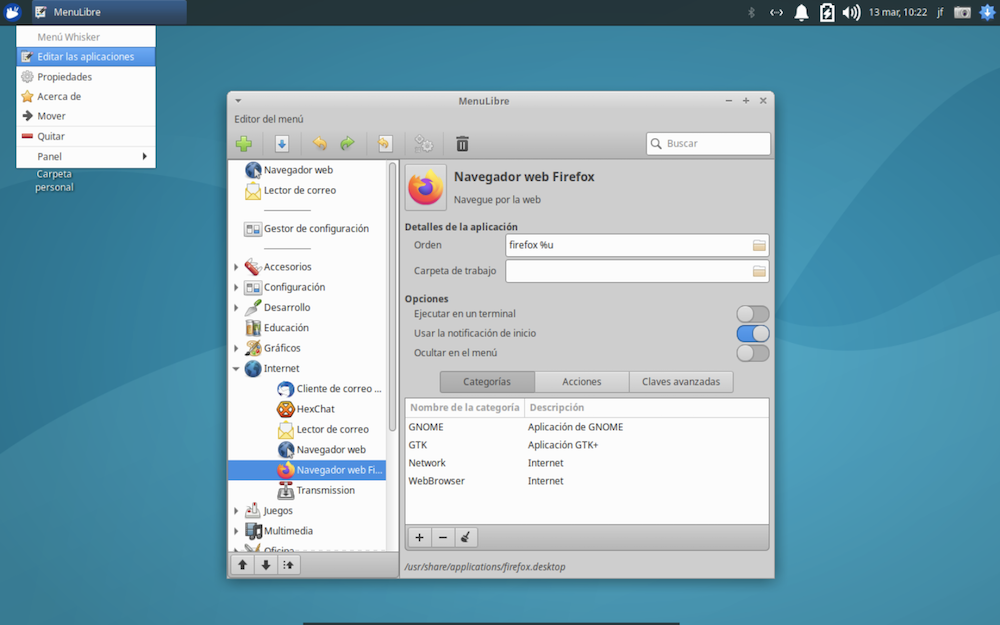 MenuLibre
13 mar, 10:22
jf
Menú Whisker
Editar las aplicaciones
Propiedades
Acerca de
Mover
Quitar
Panel
Carpeta
personal
MenuLibre
Editor del menú
Buscar
Navegador web
Lector de correo
Gestor de configuración
Accesorios
Configuración
Desarrollo
Educación
Gráficos
Internet
Cliente de correo ...
HexChat
Lector de correo
Navegador web
Navegador web Fi...
Transmission
Juegos
Multimedia
Oficina
Navegador web Firefox
Navegue por la web
Detalles de la aplicación
Orden
firefox %u
Carpeta de trabajo
Opciones
Ejecutar en un terminal
Usar la notificación de inicio
Ocultar en el menú
Categorías
Acciones
Claves avanzadas
Nombre de la categoría
Descripción
GNOME
Aplicación de GNOME
GTK
Aplicación GTK+
Network
Internet
WebBrowser
Internet
/usr/share/applications/firefox.desktop